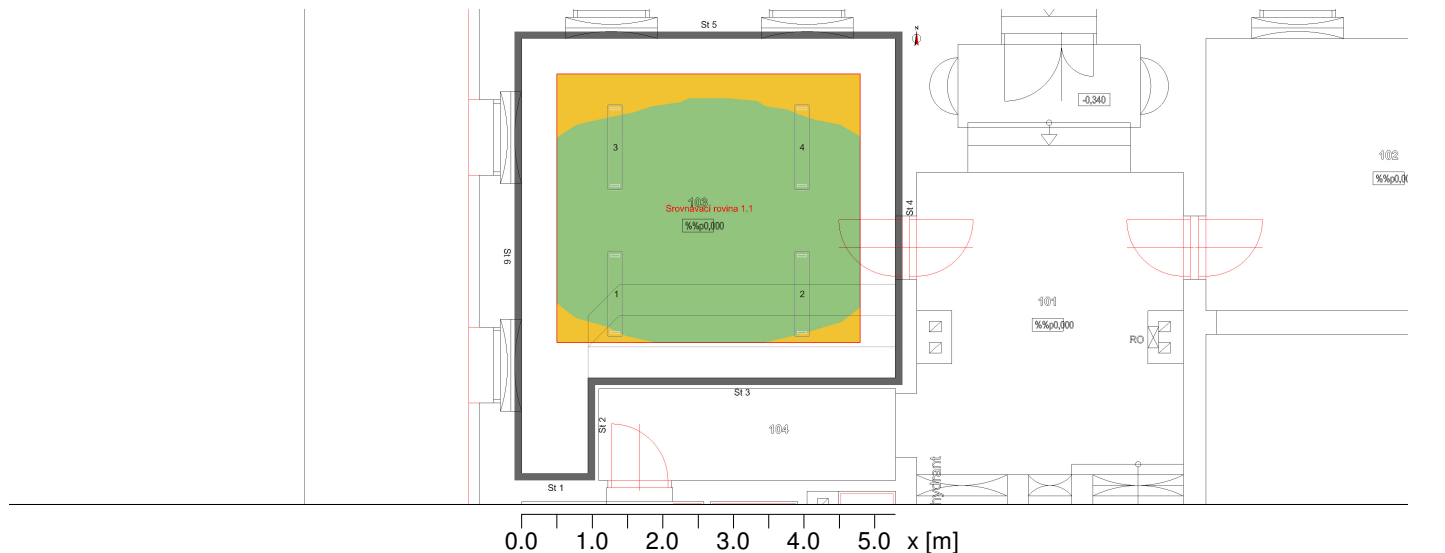 St 5
N
-0,340
102
%%p0,00
3
4
103
Srovnávací rovina 1.1
%%p0,000
St 4
St 6
1
2
101
%%p0,000
RO
St 3
St 2
104
hydrant
St 1
0.0 1.0 2.0 3.0 4.0 5.0 x [m]